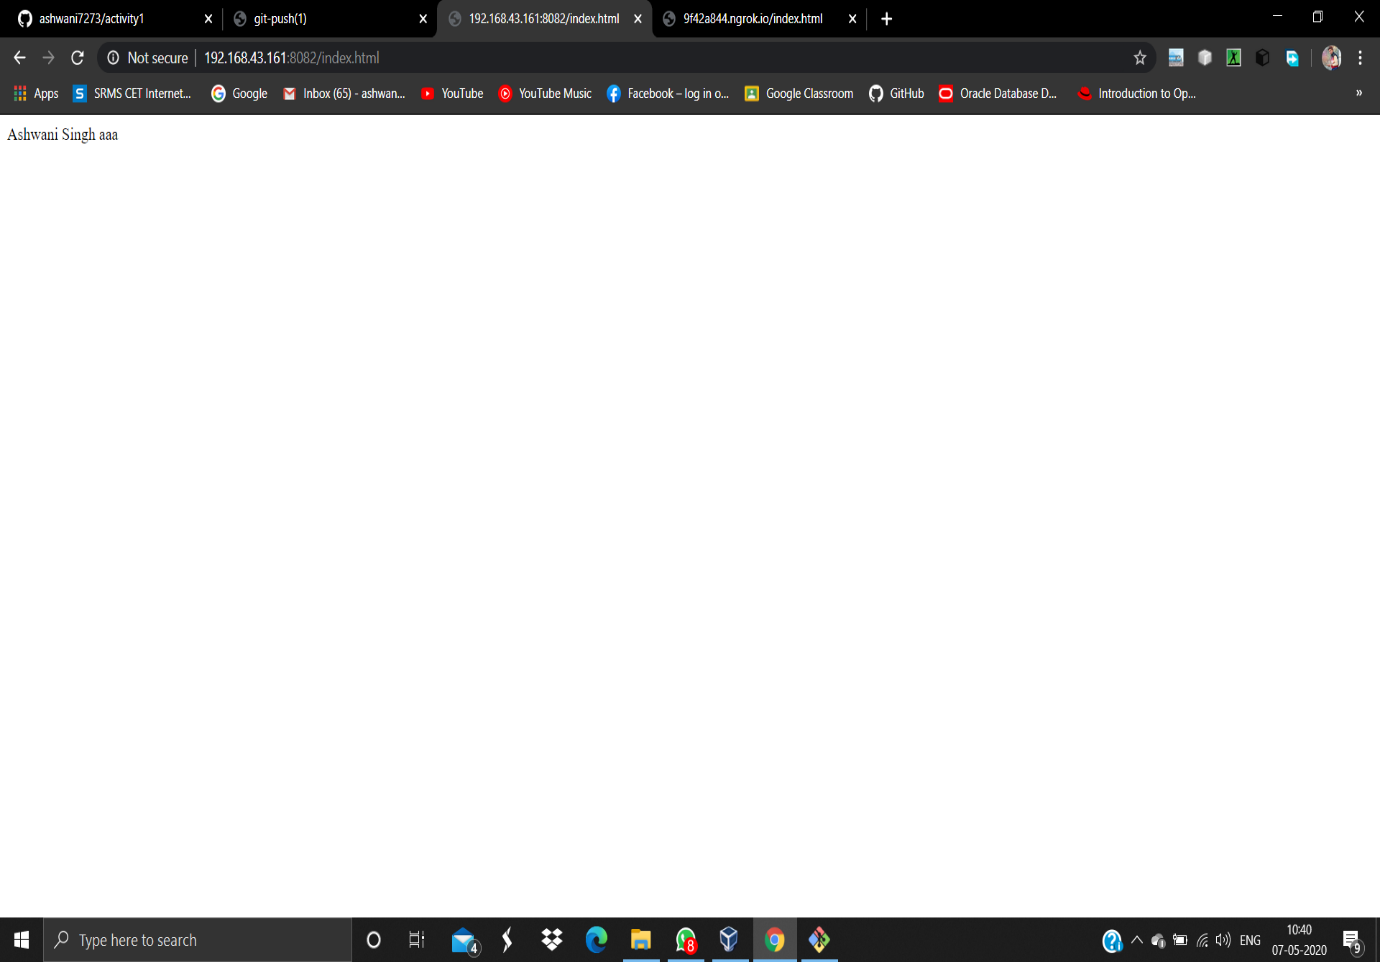 ashwani7273/activity1
git-push(1)
192.168.43.161:8082/index.html
9f42a844.ngrok.io/index.html
Not secure
192.168.43.161:8082/index.html
Apps
SRMS CET Internet...
Google
Inbox (65) - ashwan...
YouTube
YouTube Music
Facebook – log in o...
Google Classroom
GitHub
Oracle Database D...
Introduction to Op...
»
Ashwani Singh aaa
Type here to search
4
8
ENG
10:40
07-05-2020
9